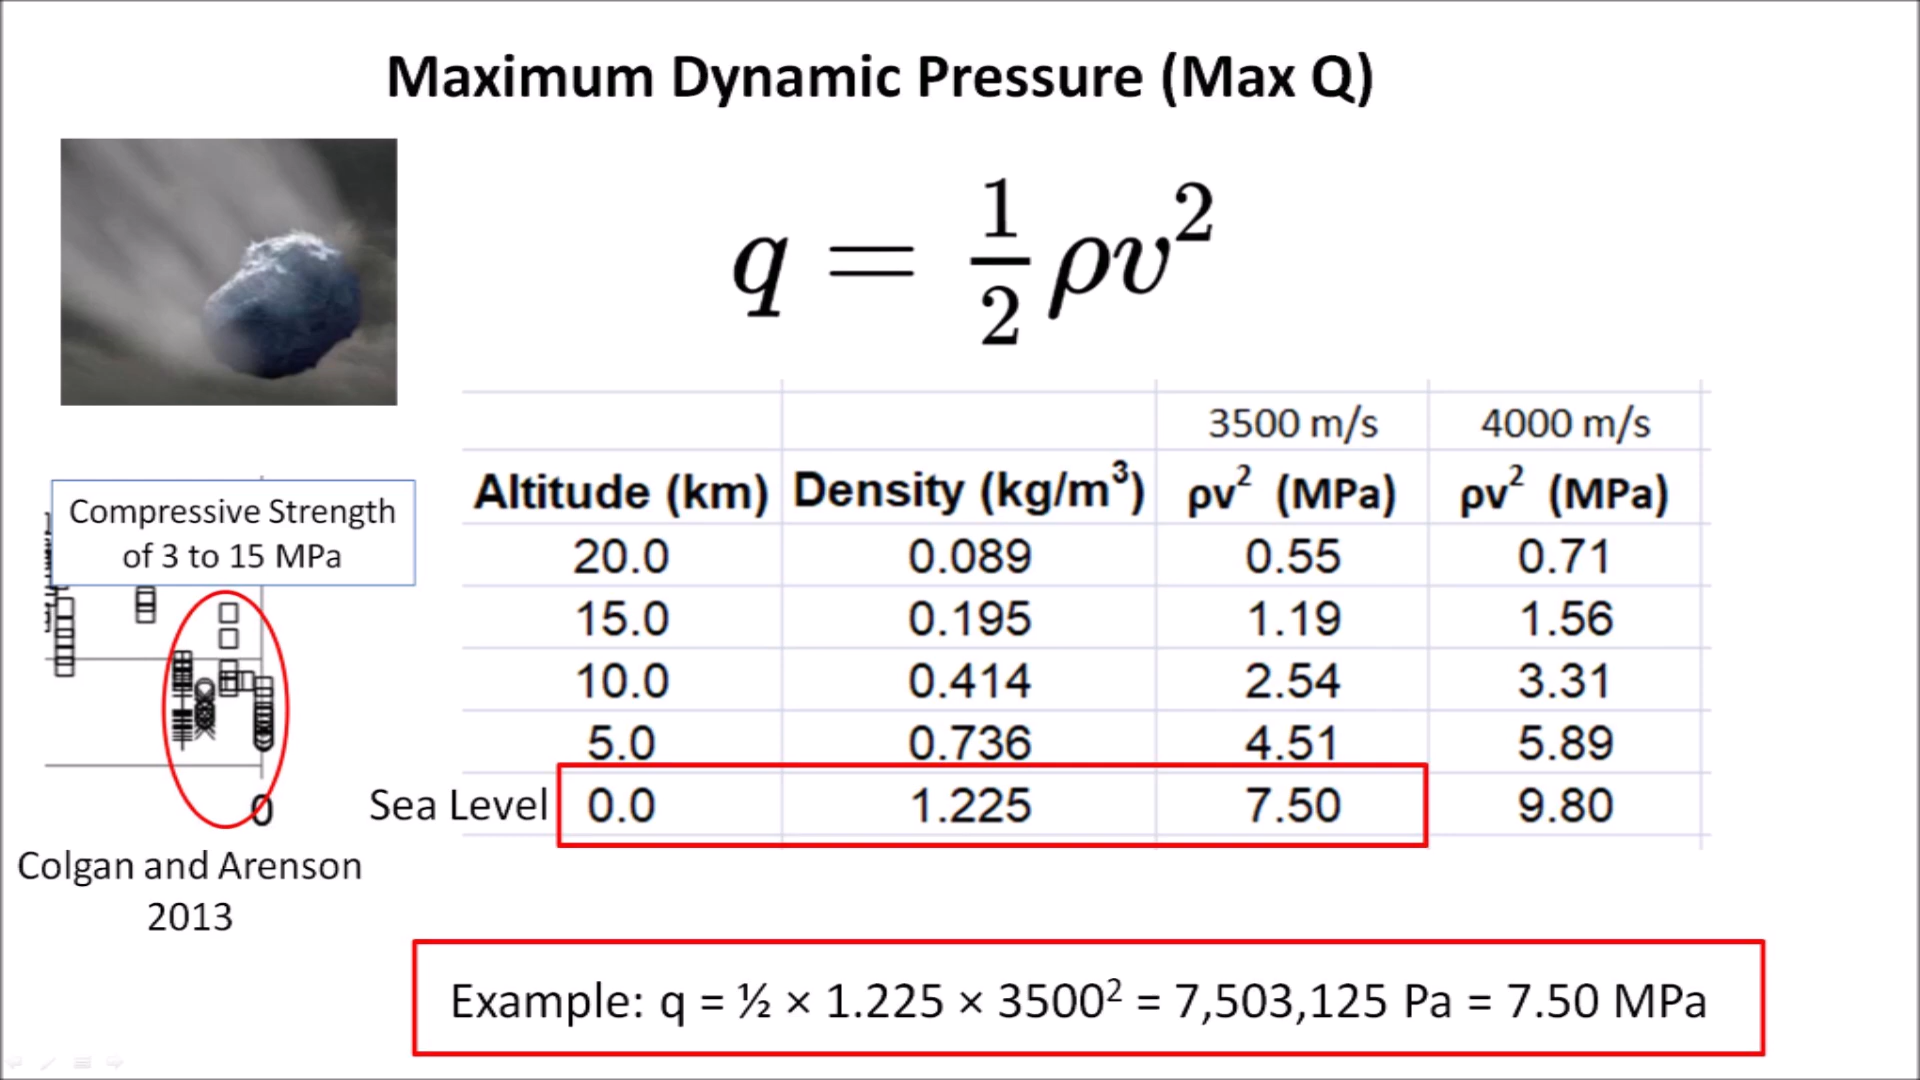 Maximum Dynamic Pressure (Max Q)
q = 1/2 ρv²
Compressive Strength
of 3 to 15 MPa
0
Colgan and Arenson
2013
3500 m/s 4000 m/s
Altitude (km) Density (kg/m³) ρv² (MPa) ρv² (MPa)
20.0 0.089 0.55 0.71
15.0 0.195 1.19 1.56
10.0 0.414 2.54 3.31
5.0 0.736 4.51 5.89
Sea Level 0.0 1.225 7.50 9.80
Example: q = ½ × 1.225 × 3500² = 7,503,125 Pa = 7.50 MPa